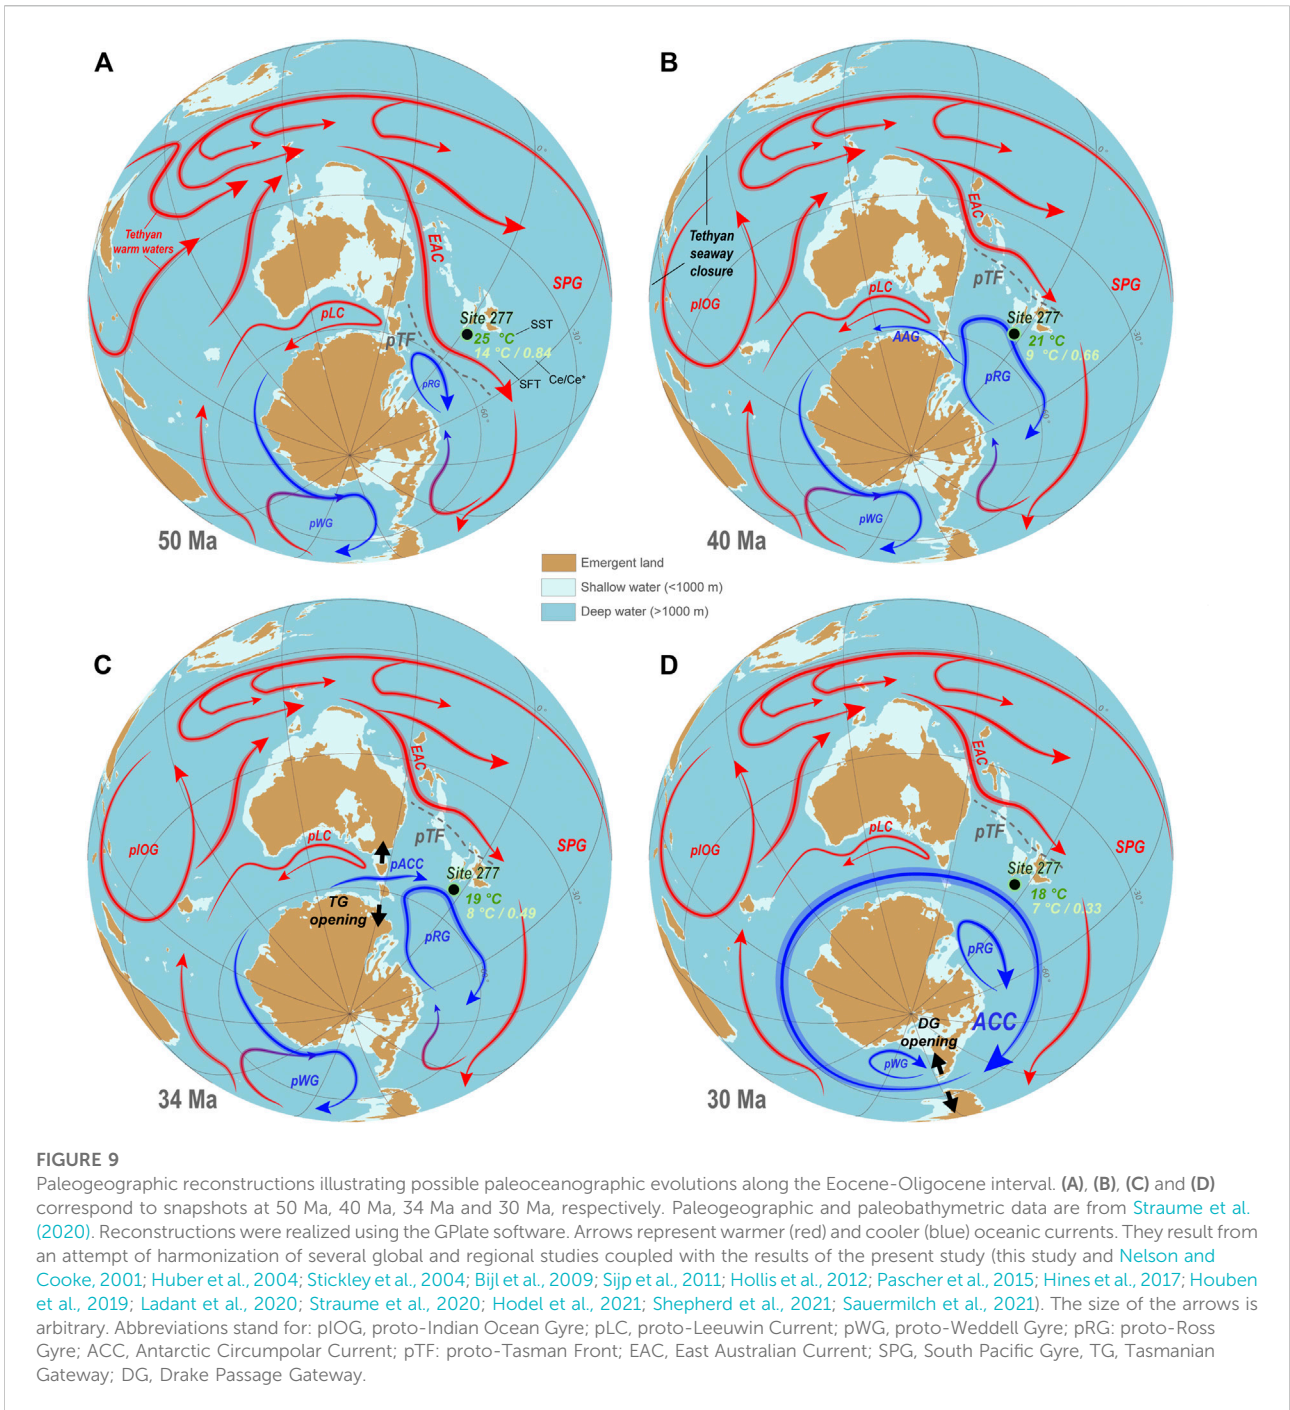 A
0°
Tethyan
warm waters
EAC
SPG
pLC
Site 277
SST
25 °C
-30°
pTF
14 °C / 0.84
SFT
Ce/Ce*
pRG
-60°
pWG
50 Ma
B
0°
EAC
Tethyan
seaway
closure
pTF
SPG
pIOG
pLC
Site 277
-30°
AAG
21 °C
9 °C / 0.66
pRG
-60°
pWG
40 Ma
Emergent land
Shallow water (<1000 m)
Deep water (>1000 m)
C
0°
EAC
pTF
pLC
SPG
pIOG
pACC
Site 277
-30°
TG
opening
19 °C
8 °C / 0.49
pRG
-60°
pWG
34 Ma
D
0°
EAC
pTF
pLC
SPG
pIOG
Site 277
-30°
18 °C
7 °C / 0.33
pRG
-60°
ACC
DG
opening
pWG
30 Ma
FIGURE 9
Paleogeographic reconstructions illustrating possible paleoceanographic evolutions along the Eocene-Oligocene interval. (A), (B), (C) and (D)
correspond to snapshots at 50 Ma, 40 Ma, 34 Ma and 30 Ma, respectively. Paleogeographic and paleobathymetric data are from Straume et al.
(2020). Reconstructions were realized using the GPlate software. Arrows represent warmer (red) and cooler (blue) oceanic currents. They result from
an attempt of harmonization of several global and regional studies coupled with the results of the present study (this study and Nelson and
Cooke, 2001; Huber et al., 2004; Stickley et al., 2004; Bijl et al., 2009; Sijp et al., 2011; Hollis et al., 2012; Pascher et al., 2015; Hines et al., 2017; Houben
et al., 2019; Ladant et al., 2020; Straume et al., 2020; Hodel et al., 2021; Shepherd et al., 2021; Sauermilch et al., 2021). The size of the arrows is
arbitrary. Abbreviations stand for: pIOG, proto-Indian Ocean Gyre; pLC, proto-Leeuwin Current; pWG, proto-Weddell Gyre; pRG: proto-Ross
Gyre; ACC, Antarctic Circumpolar Current; pTF: proto-Tasman Front; EAC, East Australian Current; SPG, South Pacific Gyre, TG, Tasmanian
Gateway; DG, Drake Passage Gateway.